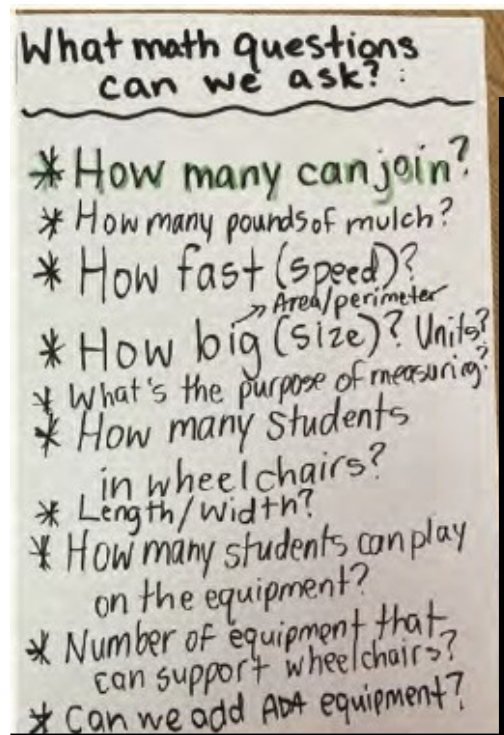 What math questions
can we ask? :
* How many can join?
* How many pounds of mulch?
* How fast (speed)?
→ Area/perimeter
* How big (size)? Units?
* What's the purpose of measuring?
* How many students
in wheelchairs?
* Length/Width?
* How many students can play
on the equipment?
* Number of equipment that
can support wheelchairs?
* Can we add ADA equipment?